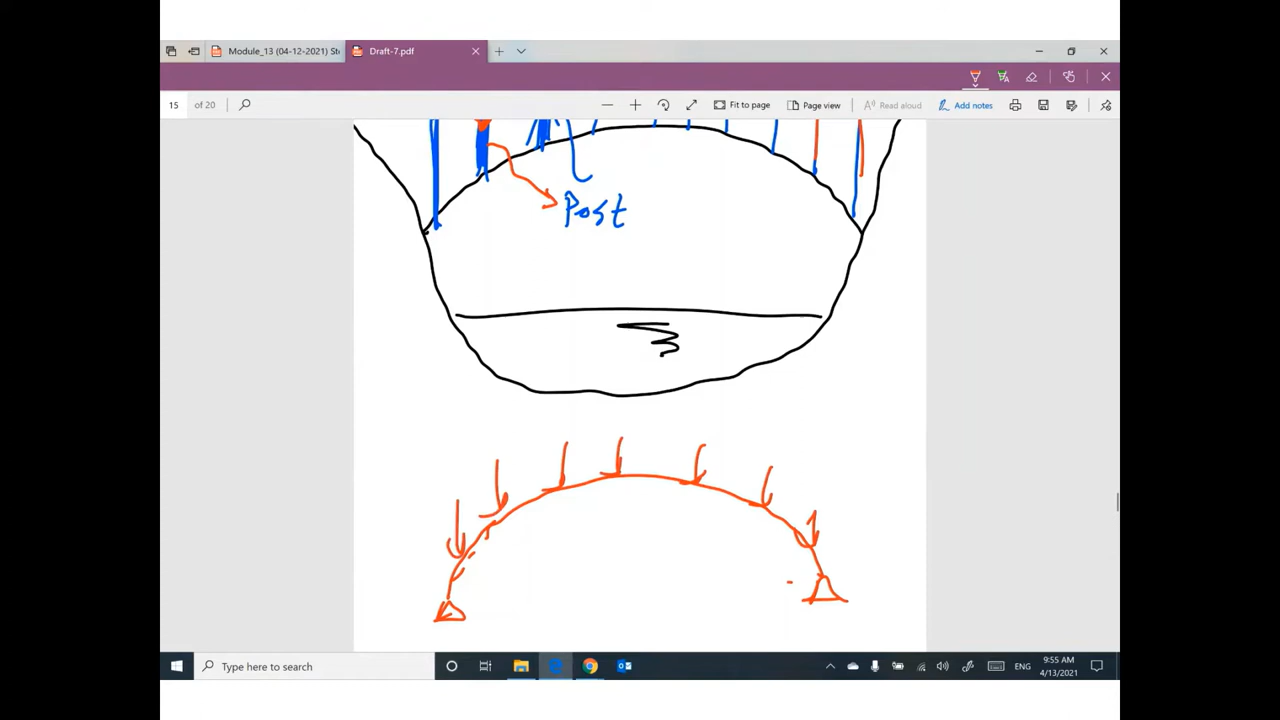 Module_13 (04-12-2021) St
Draft-7.pdf
15 of 20
Fit to page
Page view
Read aloud
Add notes
Post
Type here to search
ENG
9:55 AM
4/13/2021